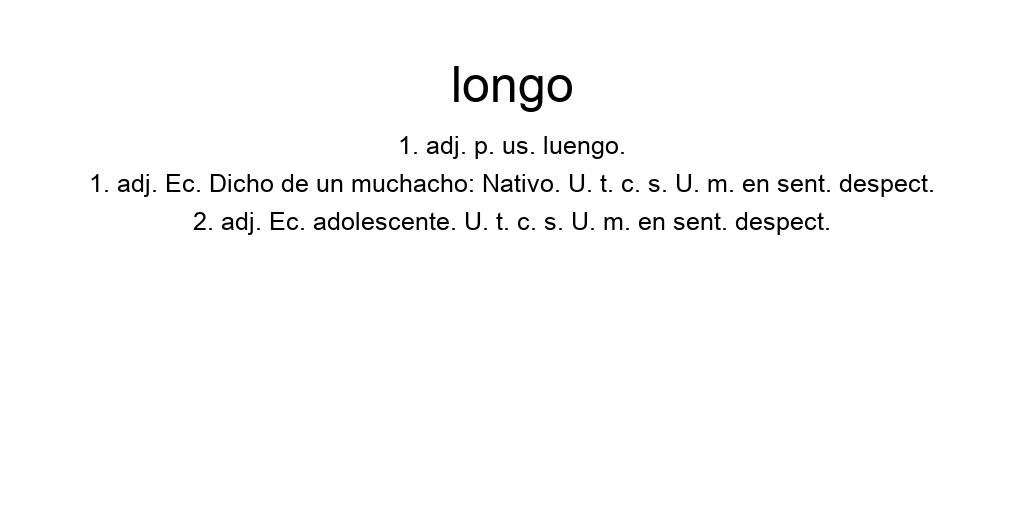 longo
1. adj. p. us. luengo.
1. adj. Ec. Dicho de un muchacho: Nativo. U. t. c. s. U. m. en sent. despect.
2. adj. Ec. adolescente. U. t. c. s. U. m. en sent. despect.